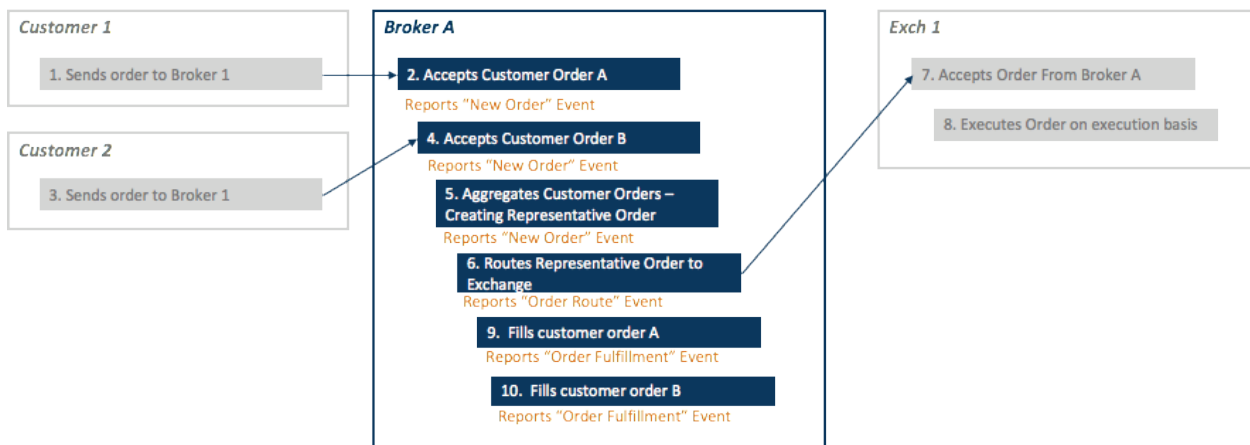 Customer 1
1. Sends order to Broker 1
Customer 2
3. Sends order to Broker 1
Broker A
2. Accepts Customer Order A
Reports "New Order" Event
4. Accepts Customer Order B
Reports "New Order" Event
5. Aggregates Customer Orders –
Creating Representative Order
Reports "New Order" Event
6. Routes Representative Order to
Exchange
Reports "Order Route" Event
9. Fills customer order A
Reports "Order Fulfillment" Event
10. Fills customer order B
Reports "Order Fulfillment" Event
Exch 1
7. Accepts Order From Broker A
8. Executes Order on execution basis